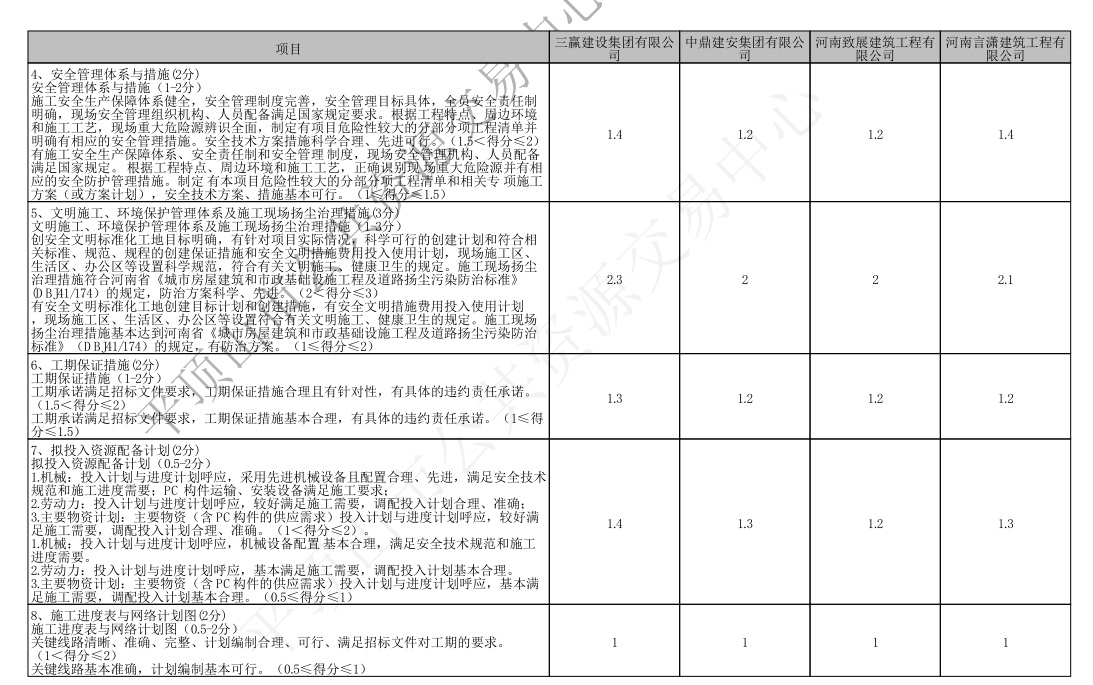 项目
三赢建设集团有限公
司
中鼎建安集团有限公
司
河南致展建筑工程有
限公司
河南言潇建筑工程有
限公司
4、安全管理体系与措施(2分)
安全管理体系与措施（1-2分）
施工安全生产保障体系健全，安全管理制度完善，安全管理目标具体，全员安全责任制
明确，现场安全管理组织机构、人员配备满足国家规定要求。根据工程特点、周边环境
和施工工艺，现场重大危险源辨识全面，制定有项目危险性较大的分部分项工程清单并
明确有相应的安全管理措施。安全技术方案措施科学合理、先进可行。（1.5＜得分≤2）
有施工安全生产保障体系、安全责任制和安全管理 制度，现场安全管理机构、人员配备
满足国家规定。 根据工程特点、周边环境和施工工艺，正确识别现场重大危险源并有相
应的安全防护管理措施。制定 有本项目危险性较大的分部分项工程清单和相关专 项施工
方案（或方案计划），安全技术方案、措施基本可行。（1≤得分≤1.5）
1.4
1.2
1.2
1.4
5、文明施工、环境保护管理体系及施工现场扬尘治理措施(3分)
文明施工、环境保护管理体系及施工现场扬尘治理措施（1-3分）
创安全文明标准化工地目标明确，有针对项目实际情况，科学可行的创建计划和符合相
关标准、规范、规程的创建保证措施和安全文明措施费用投入使用计划，现场施工区、
生活区、办公区等设置科学规范，符合有关文明施工、健康卫生的规定。施工现场扬尘
治理措施符合河南省《城市房屋建筑和市政基础设施工程及道路扬尘污染防治标准》
（DBJ41/174）的规定，防治方案科学、先进。（2＜得分≤3）
有安全文明标准化工地创建目标计划和创建措施，有安全文明措施费用投入使用计划
，现场施工区、生活区、办公区等设置符合有关文明施工、健康卫生的规定。施工现场
扬尘治理措施基本达到河南省《城市房屋建筑和市政基础设施工程及道路扬尘污染防治
标准》（DBJ41/174）的规定，有防治方案。（1≤得分≤2）
2.3
2
2
2.1
6、工期保证措施(2分)
工期保证措施（1-2分）
工期承诺满足招标文件要求，工期保证措施合理且有针对性，有具体的违约责任承诺。
（1.5＜得分≤2）
工期承诺满足招标文件要求，工期保证措施基本合理，有具体的违约责任承诺。（1≤得
分≤1.5）
1.3
1.2
1.2
1.2
7、拟投入资源配备计划(2分)
拟投入资源配备计划（0.5-2分）
1.机械：投入计划与进度计划呼应，采用先进机械设备且配置合理、先进，满足安全技术
规范和施工进度需要；PC 构件运输、安装设备满足施工要求；
2.劳动力：投入计划与进度计划呼应，较好满足施工需要，调配投入计划合理、准确；
3.主要物资计划：主要物资（含PC构件的供应需求）投入计划与进度计划呼应，较好满
足施工需要，调配投入计划合理、准确。（1＜得分≤2）。
1.机械：投入计划与进度计划呼应，机械设备配置 基本合理，满足安全技术规范和施工
进度需要。
2.劳动力：投入计划与进度计划呼应，基本满足施工需要，调配投入计划基本合理。
3.主要物资计划：主要物资（含PC构件的供应需求）投入计划与进度计划呼应，基本满
足施工需要，调配投入计划基本合理。（0.5≤得分≤1）
1.4
1.3
1.2
1.3
8、施工进度表与网络计划图(2分)
施工进度表与网络计划图（0.5-2分）
关键线路清晰、准确、完整、计划编制合理、可行、满足招标文件对工期的要求。
（1＜得分≤2）
关键线路基本准确，计划编制基本可行。（0.5≤得分≤1）
1
1
1
1
平顶山市公共资源交易中心
平顶山市公共资源交易中心